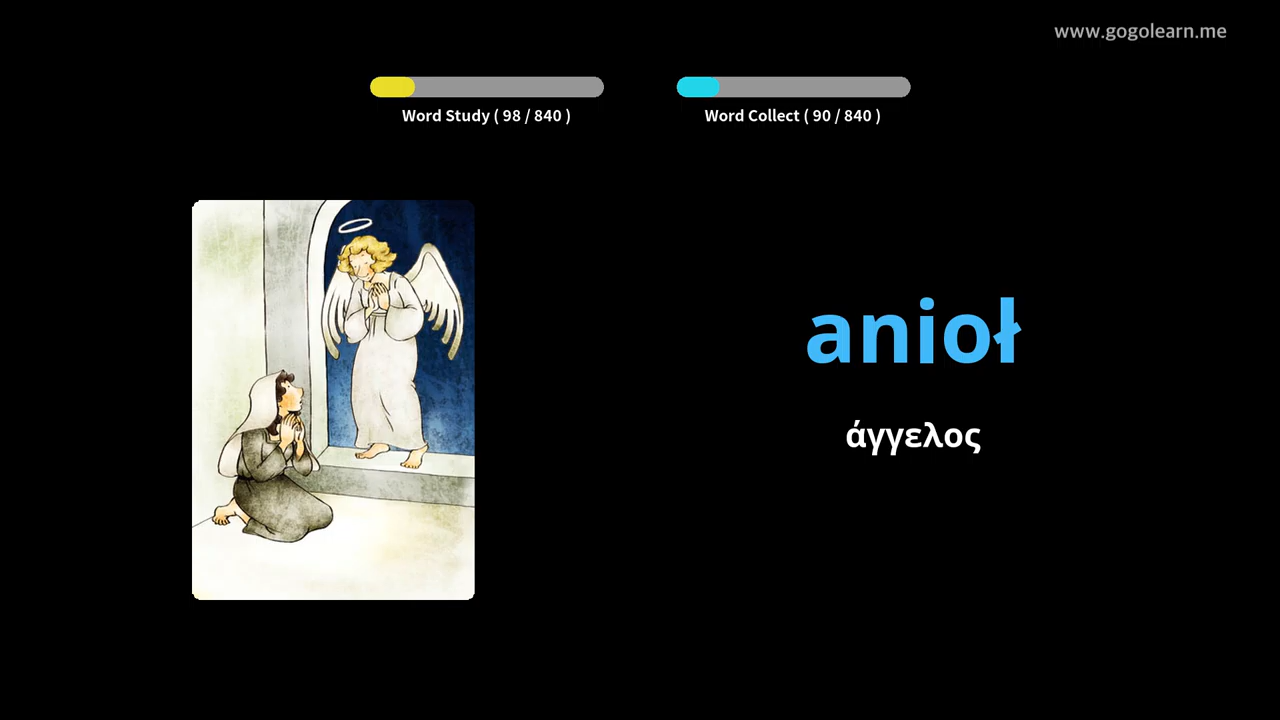 www.gogolearn.me
Word Study ( 98 / 840 )
Word Collect ( 90 / 840 )
anioł
άγγελος